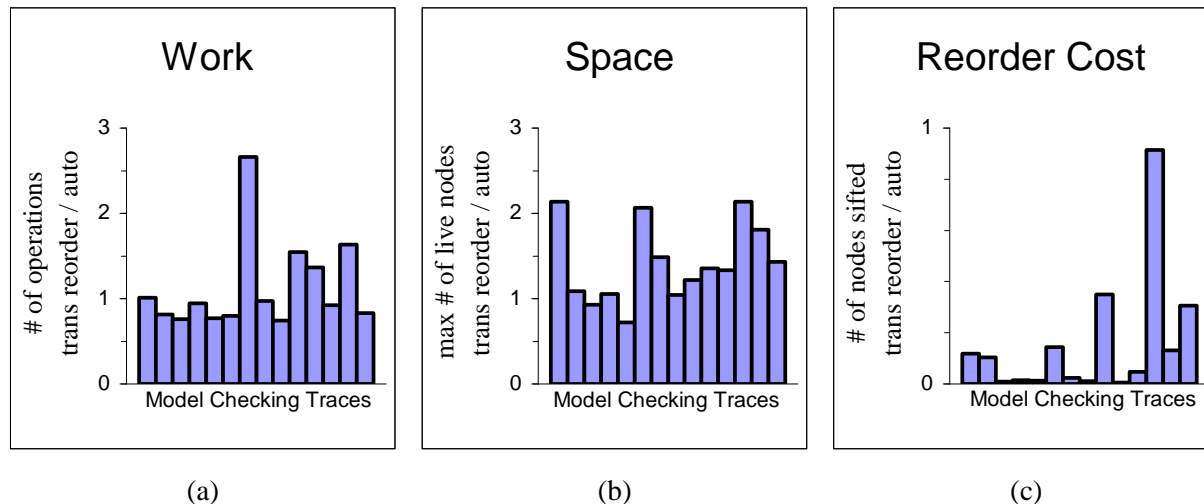 Work
# of operations
trans reorder / auto
3
2
1
0
Model Checking Traces
(a)
Space
max # of live nodes
trans reorder / auto
3
2
1
0
Model Checking Traces
(b)
Reorder Cost
# of nodes sifted
trans reorder / auto
1
0
Model Checking Traces
(c)